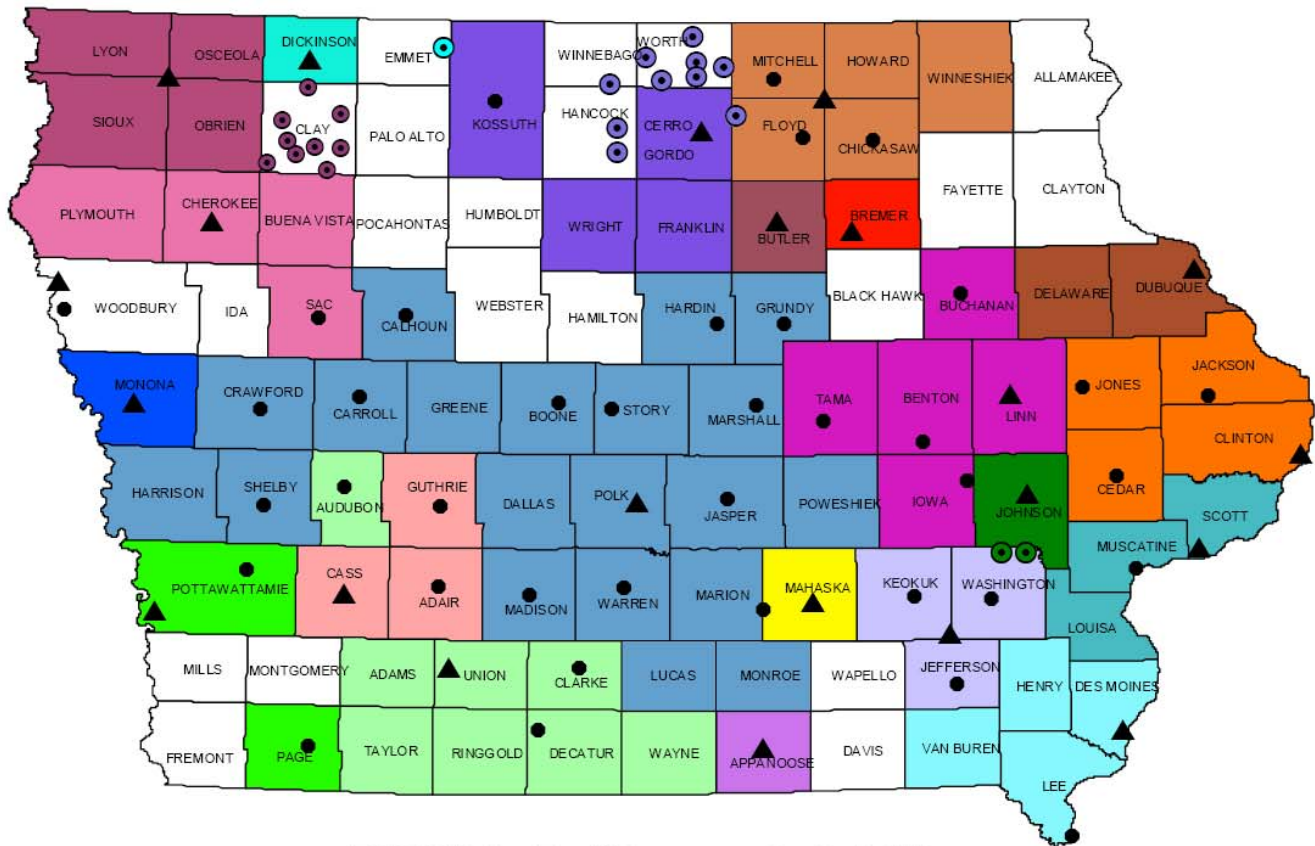 LYON
OSCEOLA
DICKINSON
EMMET
WINNEBAGO
WORTH
MITCHELL
HOWARD
WINNESHIEK
ALLAMAKEE
SIOUX
OBRIEN
CLAY
PALO ALTO
KOSSUTH
HANCOCK
CERRO
GORDO
FLOYD
CHICKASAW
FAYETTE
CLAYTON
PLYMOUTH
CHEROKEE
BUENA VISTA
POCAHONTAS
HUMBOLDT
WRIGHT
FRANKLIN
BUTLER
BREMER
WOODBURY
IDA
SAC
CALHOUN
WEBSTER
HAMILTON
HARDIN
GRUNDY
BLACK HAWK
BUCHANAN
DELAWARE
DUBUQUE
MONONA
CRAWFORD
CARROLL
GREENE
BOONE
STORY
MARSHALL
TAMA
BENTON
LINN
JONES
JACKSON
CLINTON
HARRISON
SHELBY
AUDUBON
GUTHRIE
DALLAS
POLK
JASPER
POWESHIEK
IOWA
JOHNSON
CEDAR
SCOTT
MUSCATINE
POTTAWATTAMIE
CASS
ADAIR
MADISON
WARREN
MARION
MAHASKA
KEOKUK
WASHINGTON
LOUISA
MILLS
MONTGOMERY
ADAMS
UNION
CLARKE
LUCAS
MONROE
WAPELLO
JEFFERSON
HENRY
DES MOINES
FREMONT
PAGE
TAYLOR
RINGGOLD
DECATUR
WAYNE
APPANOOSE
DAVIS
VAN BUREN
LEE